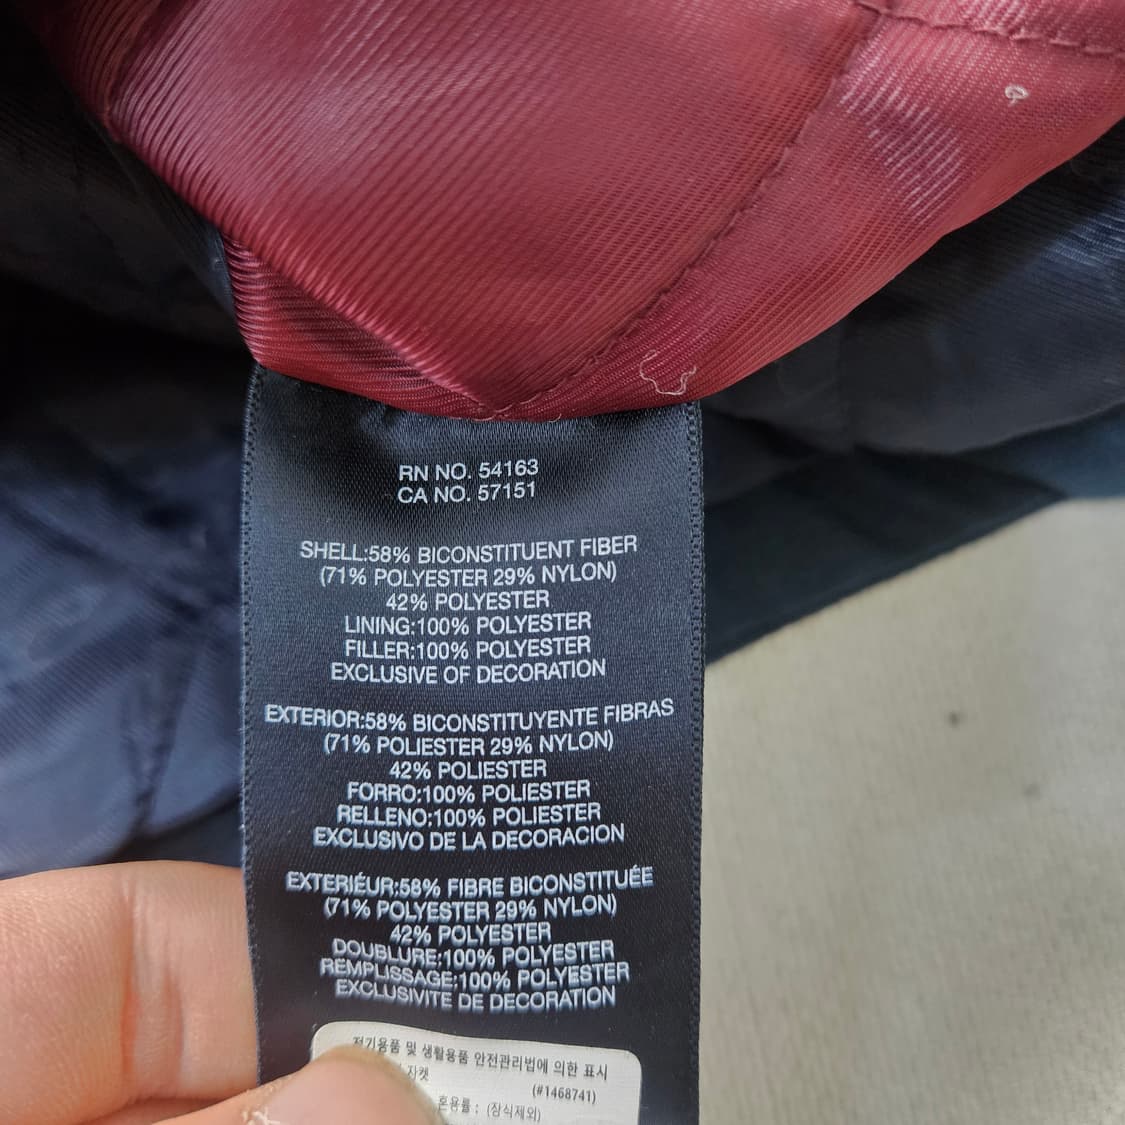 RN NO. 54163
CA NO. 57151
SHELL:58% BICONSTITUENT FIBER
(71% POLYESTER 29% NYLON)
42% POLYESTER
LINING:100% POLYESTER
FILLER:100% POLYESTER
EXCLUSIVE OF DECORATION
EXTERIOR:58% BICONSTITUYENTE FIBRAS
(71% POLIESTER 29% NYLON)
42% POLIESTER
FORRO:100% POLIESTER
RELLENO:100% POLIESTER
EXCLUSIVO DE LA DECORACION
EXTERIÉUR:58% FIBRE BICONSTITUÉE
(71% POLYESTER 29% NYLON)
42% POLYESTER
DOUBLURE:100% POLYESTER
REMPLISSAGE:100% POLYESTER
EXCLUSIVITE DE DECORATION
전기용품 및 생활용품 안전관리법에 의한 표시
자켓
(#1468741)
혼용률 ; (장식제외)